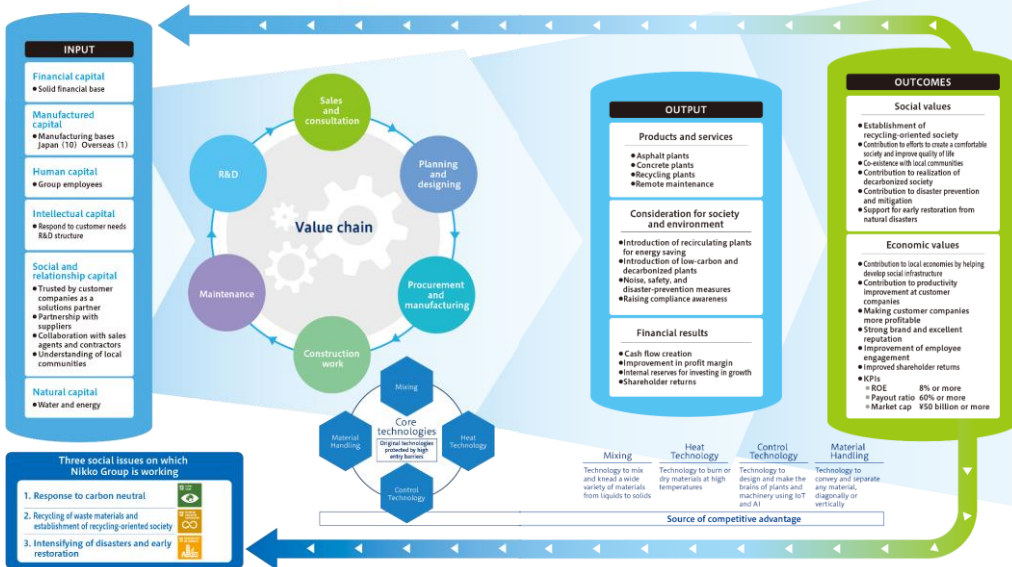 INPUT
Financial capital
●Solid financial base
Manufactured
capital
●Manufacturing bases
Japan (10) Overseas (1)
Human capital
●Group employees
Intellectual capital
●Respond to customer needs
R&D structure
Social and
relationship capital
●Trusted by customer
companies as a
solutions partner
●Partnership with
suppliers
●Collaboration with sales
agents and contractors
●Understanding of local
communities
Natural capital
●Water and energy
Sales
and
consultation
Planning
and
designing
Procurement
and
manufacturing
Construction
work
Maintenance
R&D
Value chain
Mixing
Heat
Technology
Control
Technology
Material
Handling
Core
technologies
Original technologies
protected by high
entry barriers
OUTPUT
Products and services
●Asphalt plants
●Concrete plants
●Recycling plants
●Remote maintenance
Consideration for society
and environment
●Introduction of recirculating plants
for energy saving
●Introduction of low-carbon and
decarbonized plants
●Noise, safety, and
disaster-prevention measures
●Raising compliance awareness
Financial results
●Cash flow creation
●Improvement in profit margin
●Internal reserves for investing in growth
●Shareholder returns
OUTCOMES
Social values
●Establishment of
recycling-oriented society
●Contribution to efforts to create a comfortable
society and improve quality of life
●Co-existence with local communities
●Contribution to realization of
decarbonized society
●Contribution to disaster prevention
and mitigation
●Support for early restoration from
natural disasters
Economic values
●Contribution to local economies by helping
develop social infrastructure
●Contribution to productivity
improvement at customer
companies
●Making customer companies
more profitable
●Strong brand and excellent
reputation
●Improvement of employee
engagement
●Improved shareholder returns
●KPIs
●ROE 8% or more
●Payout ratio 60% or more
●Market cap ¥50 billion or more
Mixing
Technology to mix
and knead a wide
variety of materials
from liquids to solids
Heat
Technology
Technology to burn or
dry materials at high
temperatures
Control
Technology
Technology to
design and make the
brains of plants and
machinery using IoT
and AI
Material
Handling
Technology to
convey and separate
any material,
diagonally or
vertically
Source of competitive advantage
Three social issues on which
Nikko Group is working
1. Response to carbon neutral
2. Recycling of waste materials and
establishment of recycling-oriented society
3. Intensifying of disasters and early
restoration